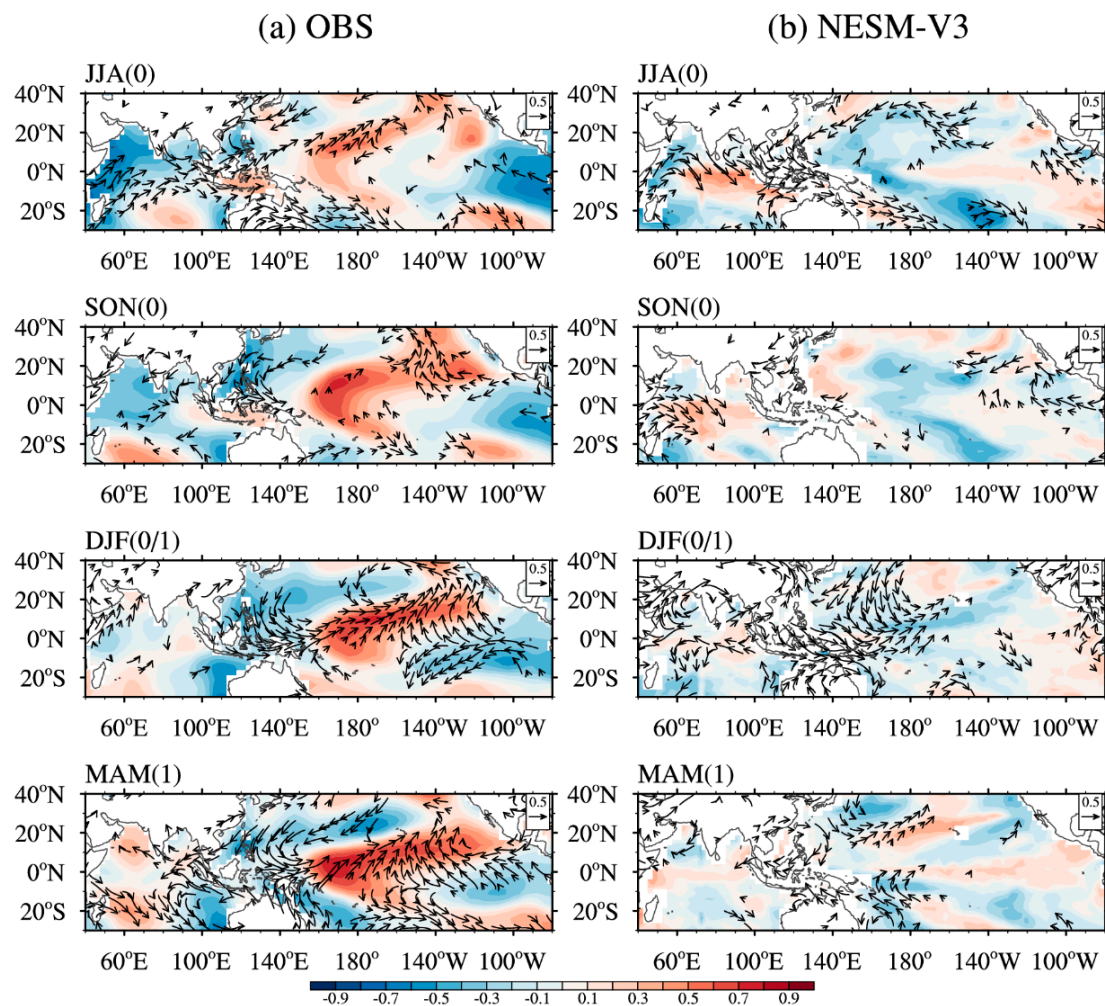 (a) OBS (b) NESM-V3
JJA(0) JJA(0)
40°N 0.5 40°N 0.5
20°N 20°N
0°N 0°N
20°S 20°S
60°E 100°E 140°E 180° 140°W 100°W 60°E 100°E 140°E 180° 140°W 100°W
SON(0) SON(0)
40°N 0.5 40°N 0.5
20°N 20°N
0°N 0°N
20°S 20°S
60°E 100°E 140°E 180° 140°W 100°W 60°E 100°E 140°E 180° 140°W 100°W
DJF(0/1) DJF(0/1)
40°N 0.5 40°N 0.5
20°N 20°N
0°N 0°N
20°S 20°S
60°E 100°E 140°E 180° 140°W 100°W 60°E 100°E 140°E 180° 140°W 100°W
MAM(1) MAM(1)
40°N 0.5 40°N 0.5
20°N 20°N
0°N 0°N
20°S 20°S
60°E 100°E 140°E 180° 140°W 100°W 60°E 100°E 140°E 180° 140°W 100°W
-0.9 -0.7 -0.5 -0.3 -0.1 0.1 0.3 0.5 0.7 0.9